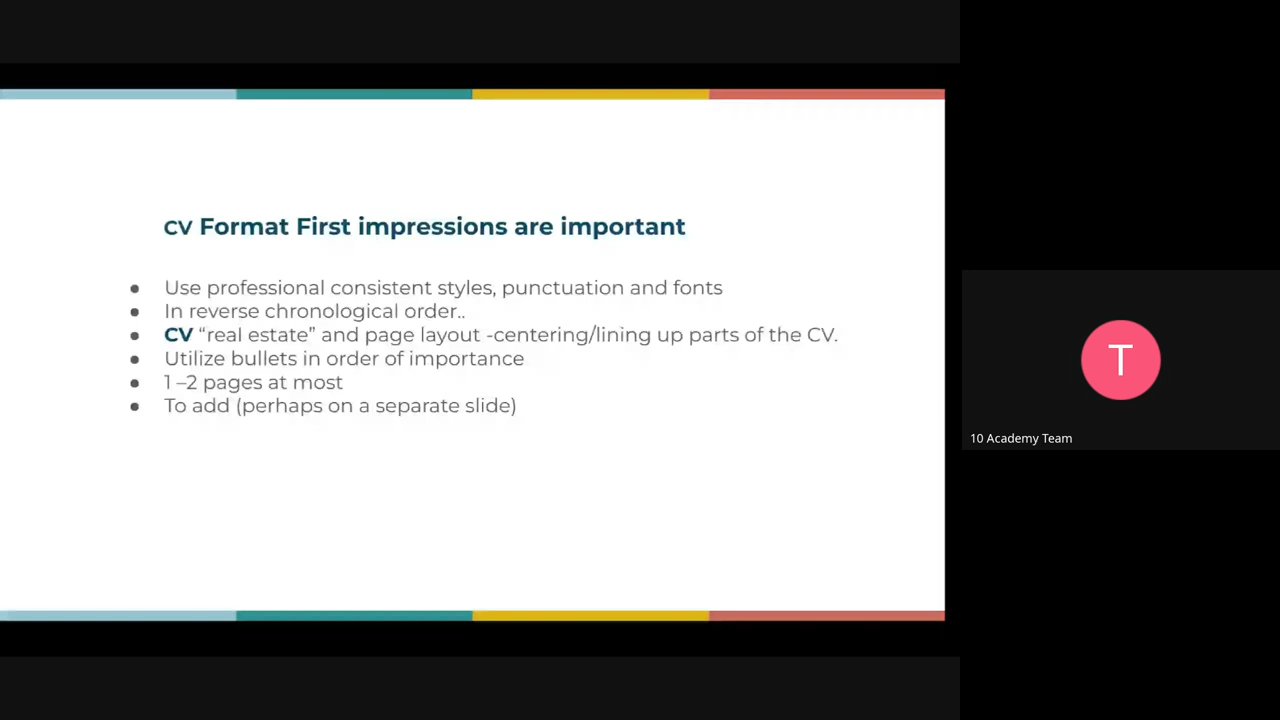 CV Format First impressions are important
● Use professional consistent styles, punctuation and fonts
● In reverse chronological order..
● CV “real estate” and page layout -centering/lining up parts of the CV.
● Utilize bullets in order of importance
● 1 –2 pages at most
● To add (perhaps on a separate slide)
T
10 Academy Team